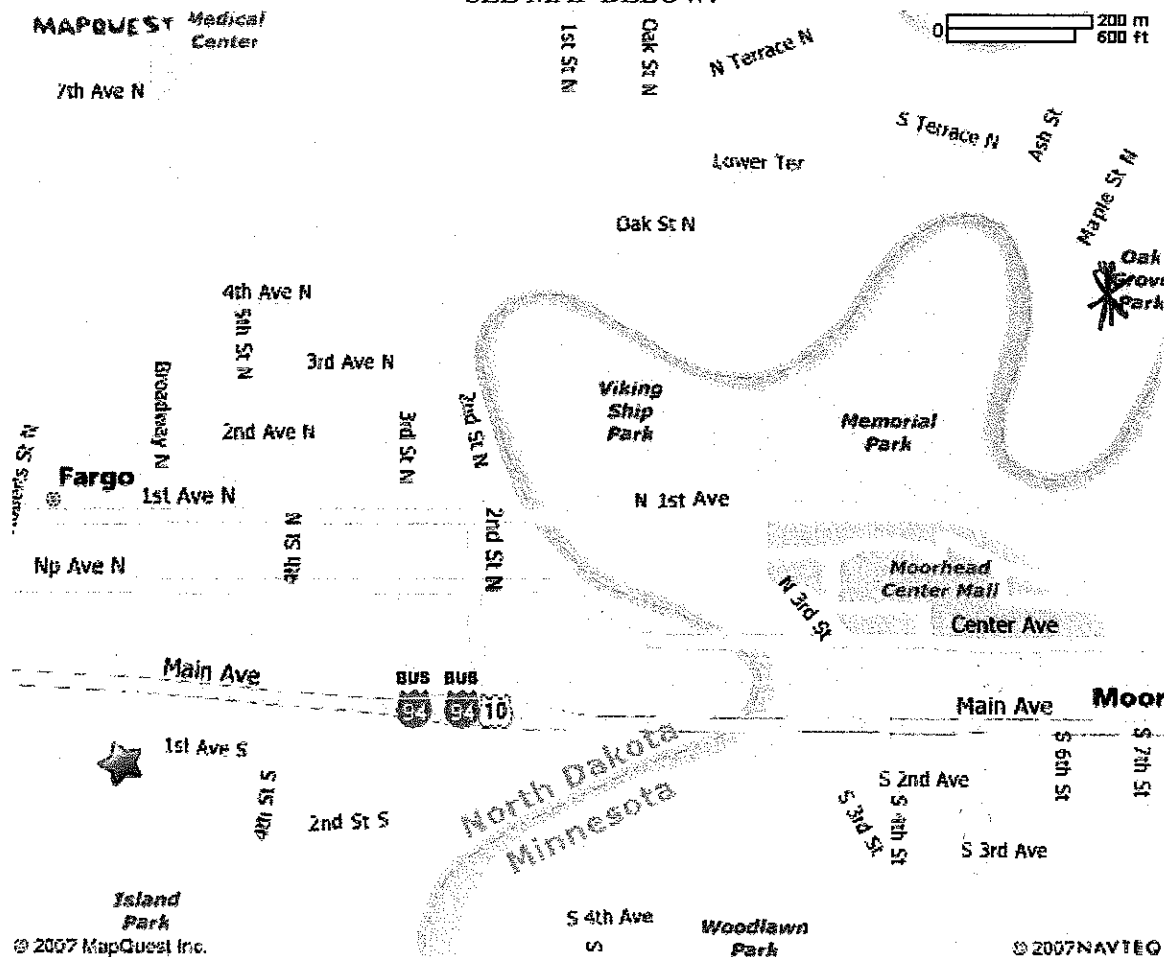 MAPQUEST
Medical
Center
1st St N
Oak St N
N Terrace N
0
200 m
600 ft
7th Ave N
S Terrace N
Ash St
Lower Ter
Maple St N
Oak St N
Oak
Grove
Park
4th Ave N
5th St N
3rd Ave N
Broadway N
Viking
Ship
Park
2nd Ave N
3rd St N
2nd St N
Memorial
Park
Fargo
1st Ave N
N 1st Ave
4th St N
2nd St N
Np Ave N
Moorhead
Center Mall
N 3rd St
Center Ave
Main Ave
BUS
94
BUS
94
10
Main Ave
Moor
1st Ave S
North Dakota
Minnesota
S 6th St
S 7th St
S 2nd Ave
4th St S
2nd St S
S 3rd St
S 4th St
S 3rd Ave
Island
Park
S 4th Ave
S
Woodlawn
Park
© 2007 MapQuest Inc.
© 2007 NAVTEQ